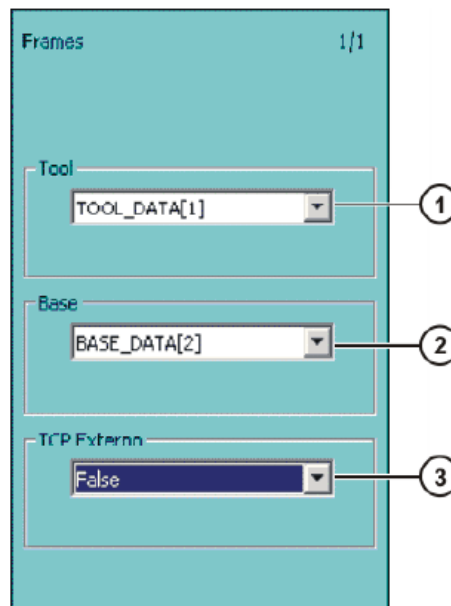 Frames 1/1
Tool
TOOL_DATA[1]
1
Base
BASE_DATA[2]
2
TCP Externo
False
3